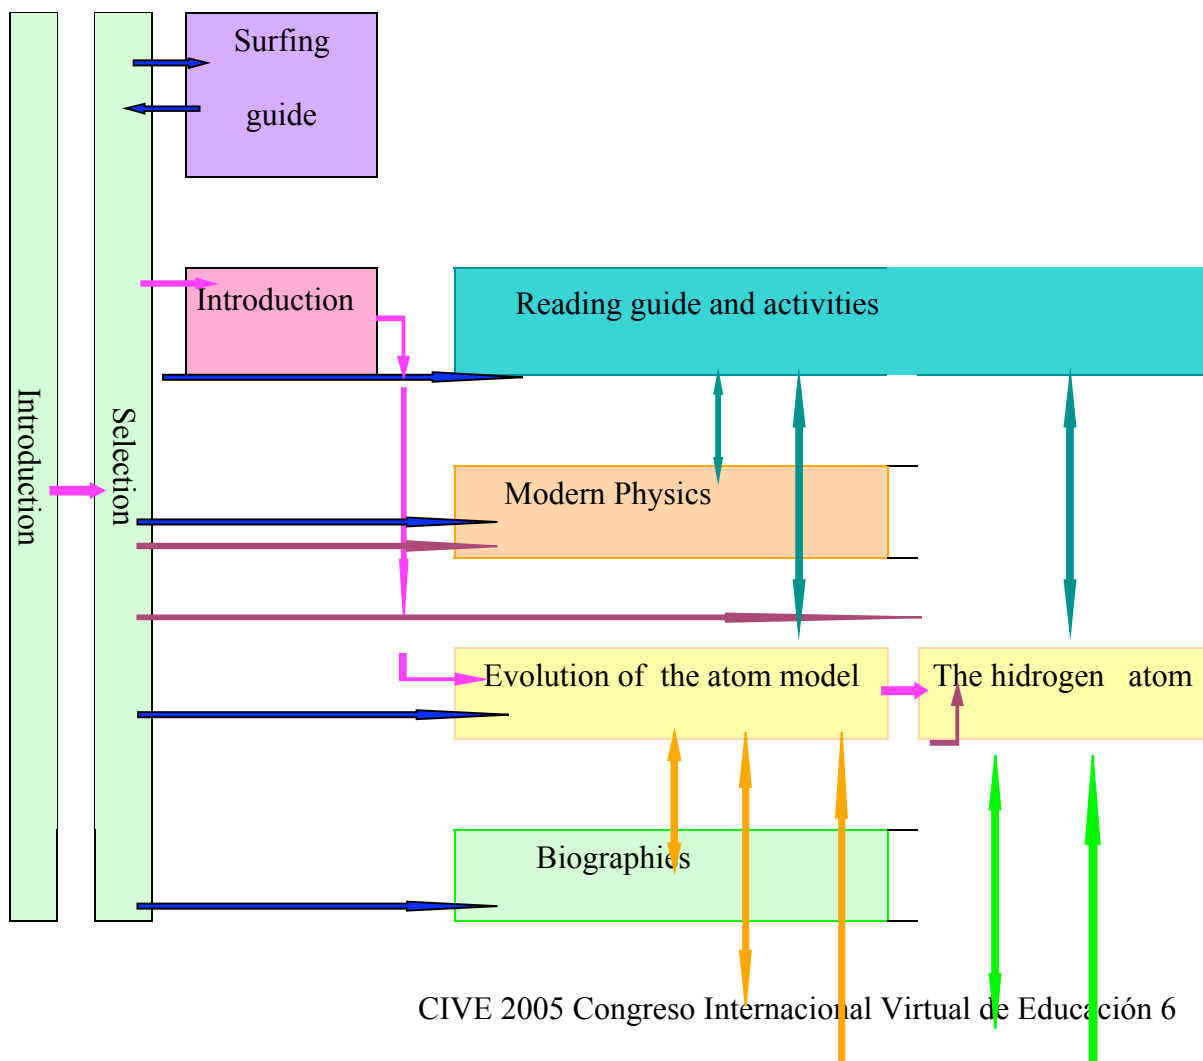 Surfing
guide
Introduction
Reading guide and activities
Introduction
Selection
Modern Physics
Evolution of the atom model
The hidrogen atom
Biographies
CIVE 2005 Congreso Internacional Virtual de Educación 6